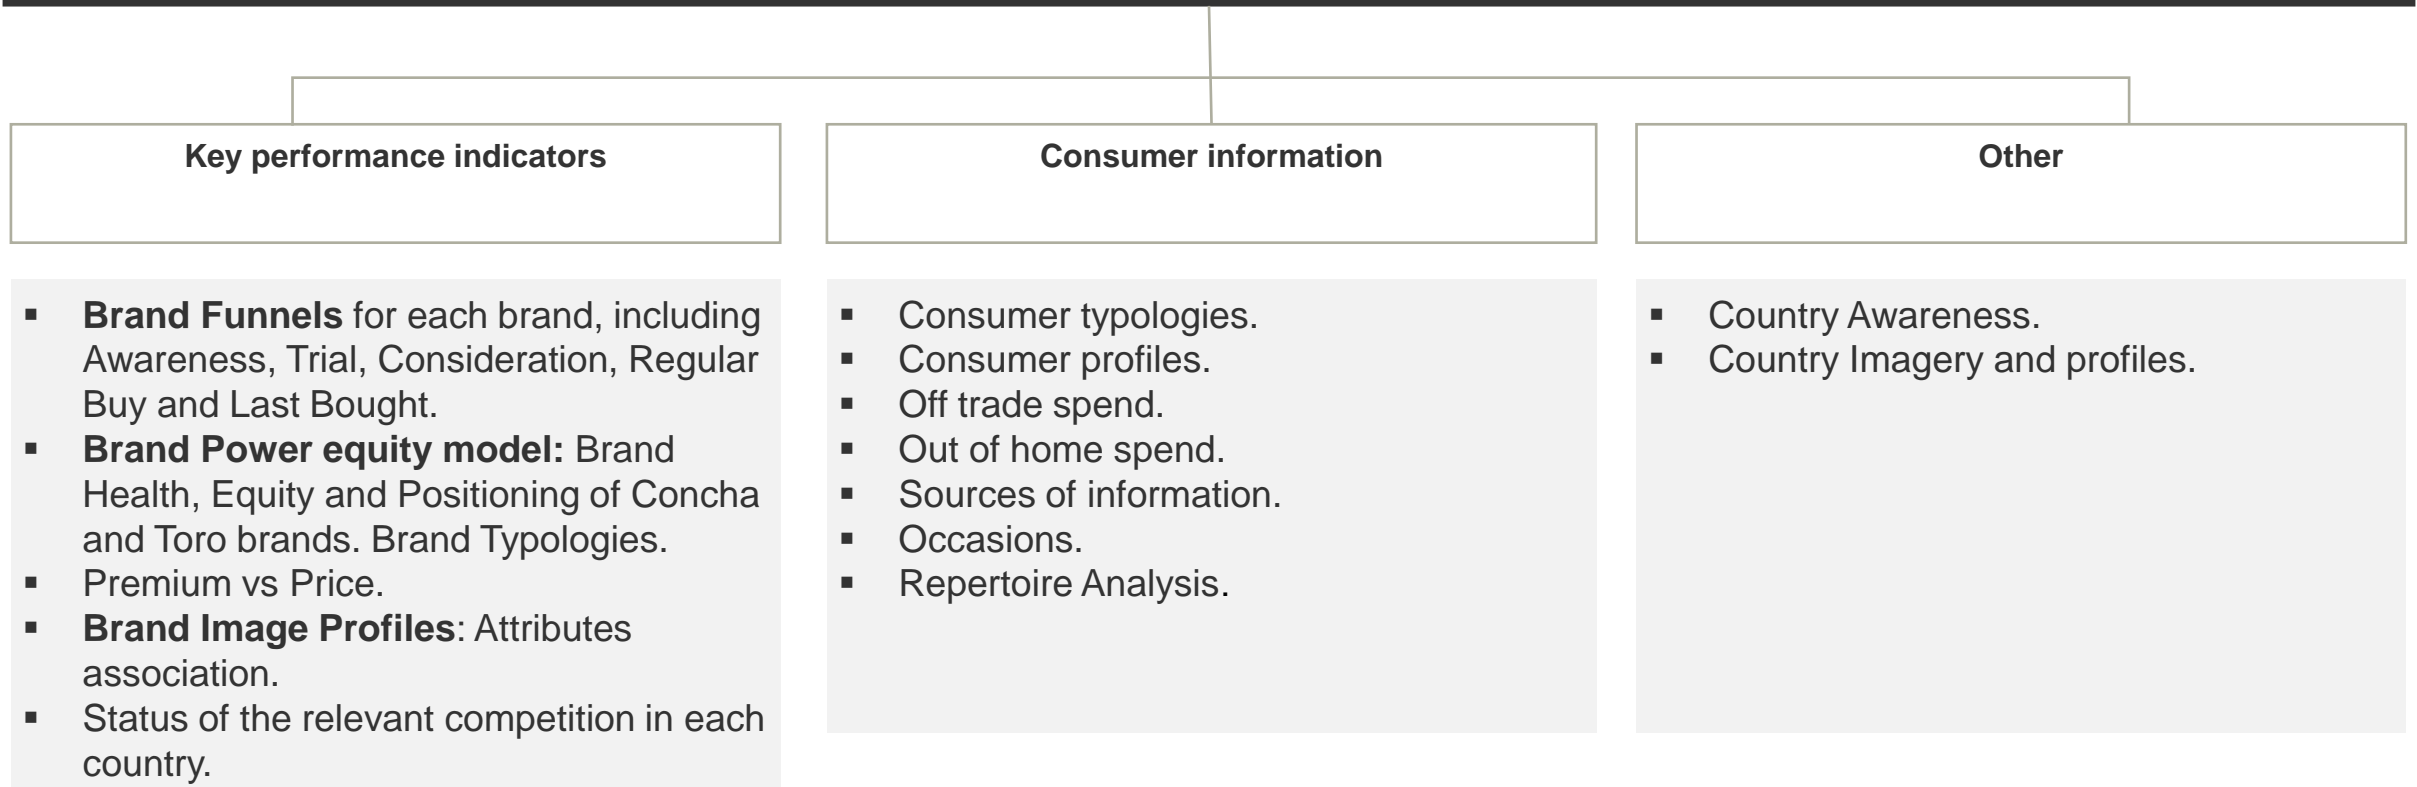 Key performance indicators
Brand Funnels for each brand, including
Awareness, Trial, Consideration, Regular
Buy and Last Bought.
Brand Power equity model: Brand
Health, Equity and Positioning of Concha
and Toro brands. Brand Typologies.
Premium vs Price.
Brand Image Profiles: Attributes
association.
Status of the relevant competition in each
country.
Consumer information
Consumer typologies.
Consumer profiles.
Off trade spend.
Out of home spend.
Sources of information.
Occasions.
Repertoire Analysis.
Other
Country Awareness.
Country Imagery and profiles.